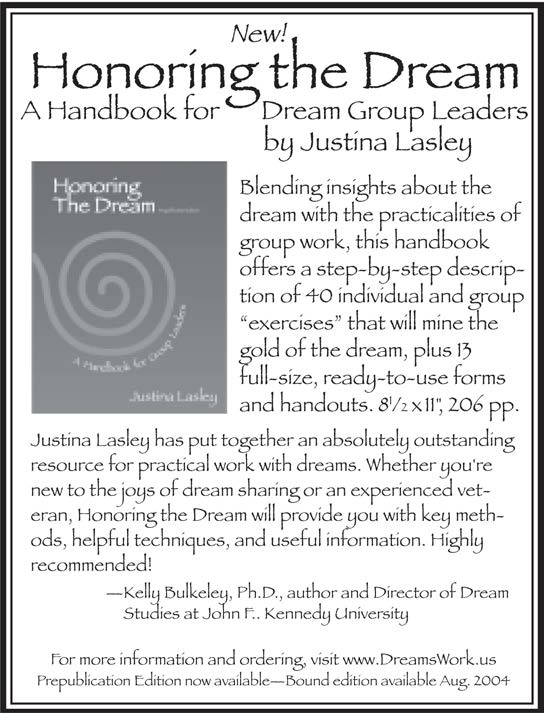 New!
Honoring the Dream
A Handbook for Dream Group Leaders
by Justina Lasley
Honoring
The Dream
A Handbook for Group Leaders
Justina Lasley
Blending insights about the
dream with the practicalities of
group work, this handbook
offers a step-by-step descrip-
tion of 40 individual and group
“exercises” that will mine the
gold of the dream, plus 13
full-size, ready-to-use forms
and handouts. 8½ x 11", 206 pp.
Justina Lasley has put together an absolutely outstanding
resource for practical work with dreams. Whether you're
new to the joys of dream sharing or an experienced vet-
eran, Honoring the Dream will provide you with key meth-
ods, helpful techniques, and useful information. Highly
recommended!
—Kelly Bulkeley, Ph.D., author and Director of Dream
Studies at John F.. Kennedy University
For more information and ordering, visit www.DreamsWork.us
Prepublication Edition now available—Bound edition available Aug. 2004